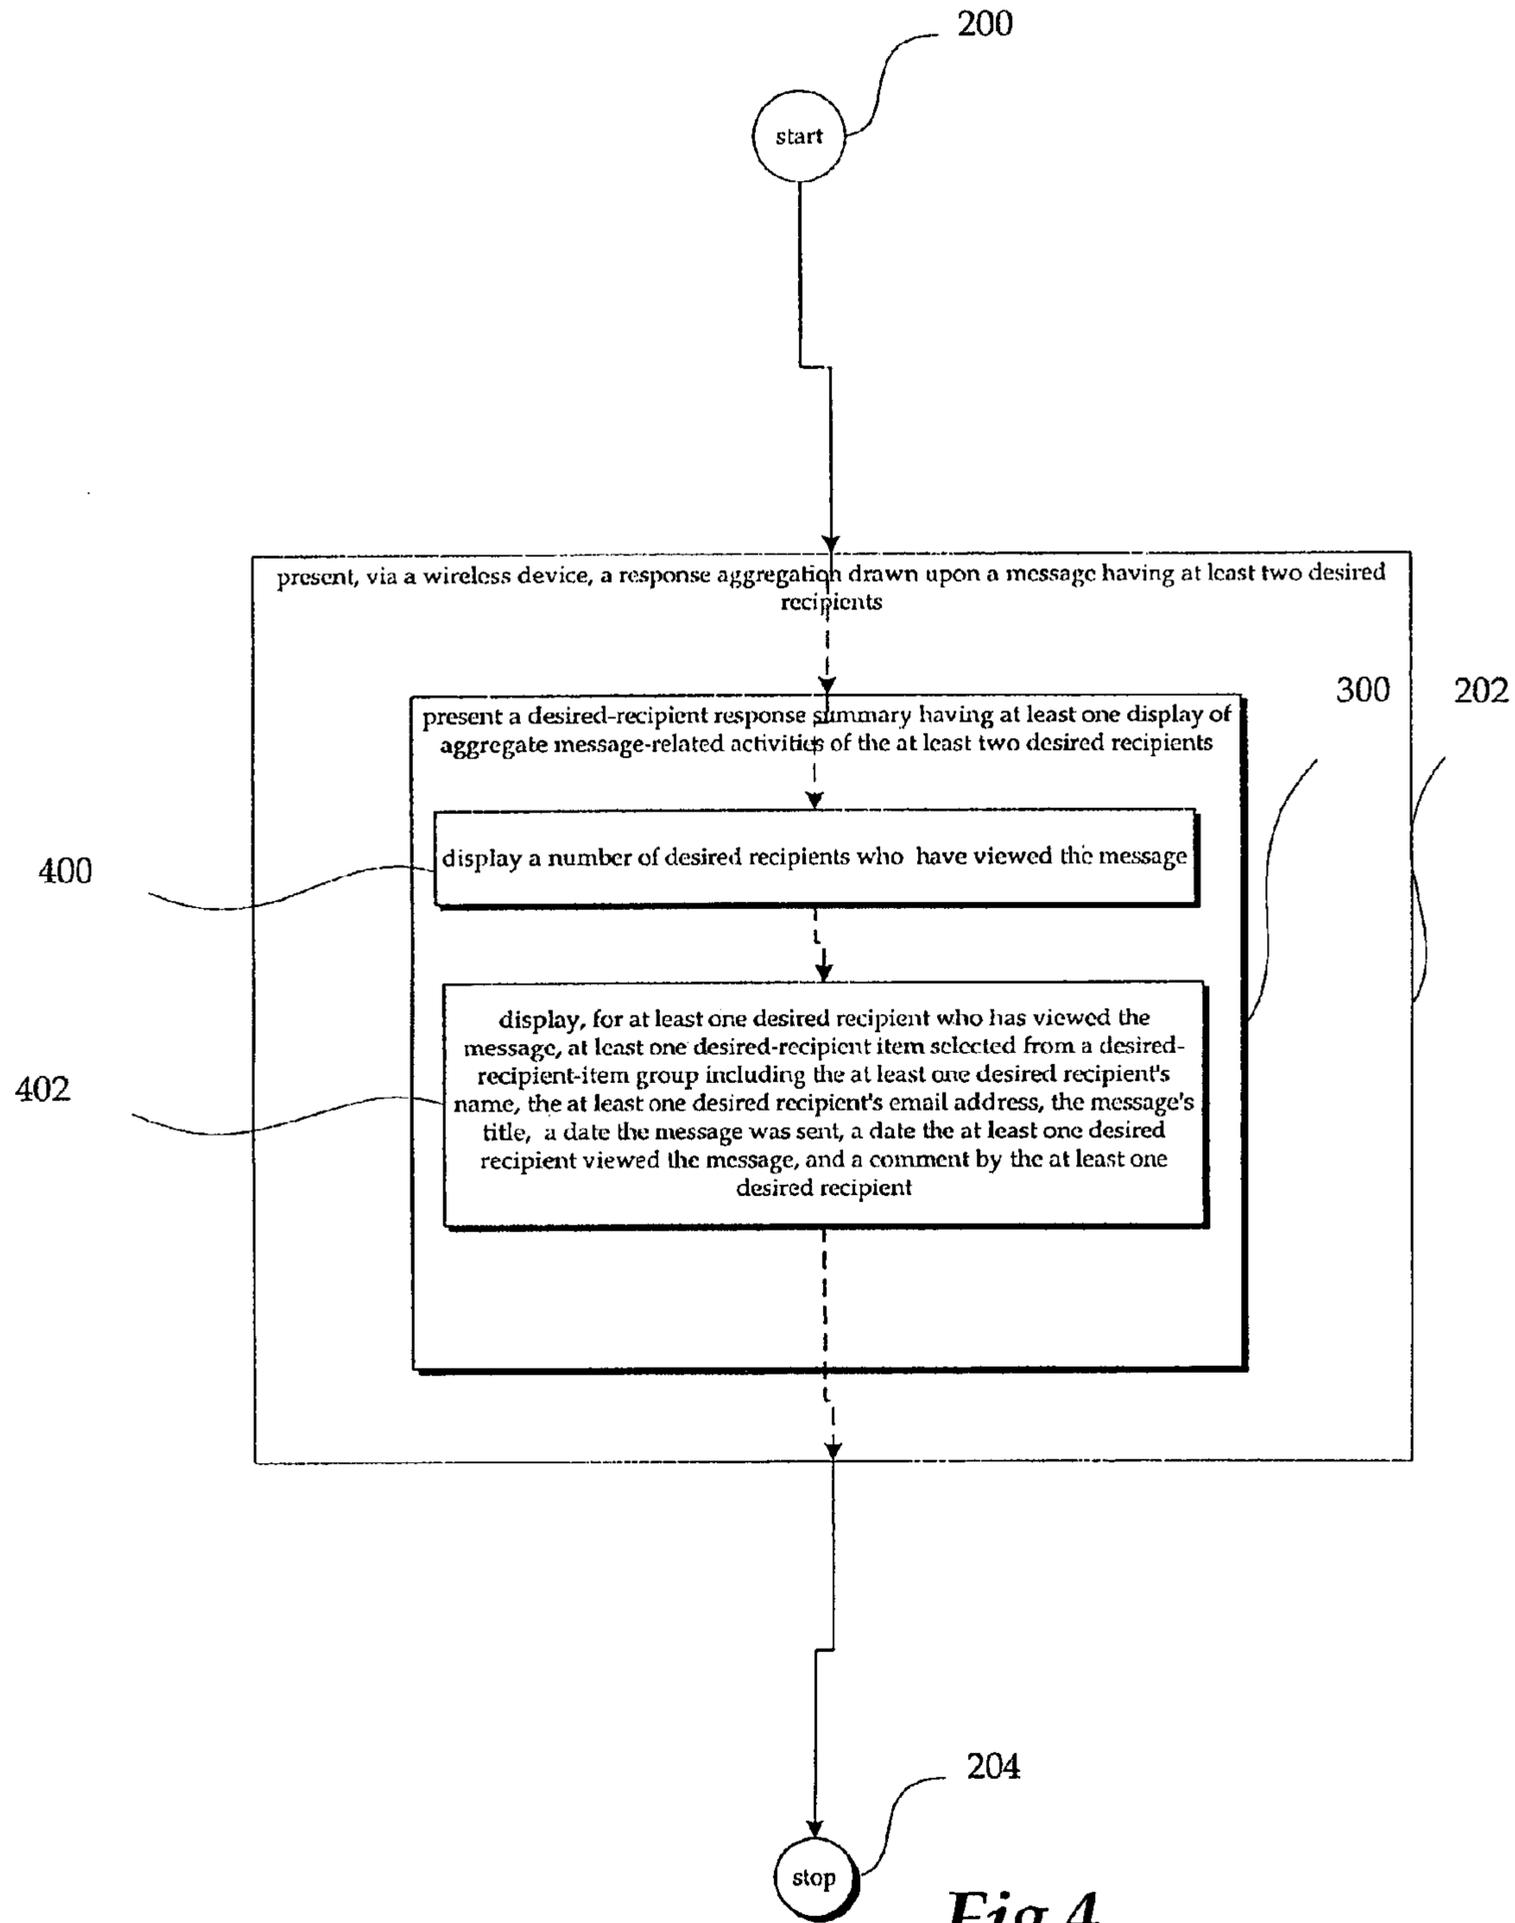 200
start
present, via a wireless device, a response aggregation drawn upon a message having at least two desired
recipients
300
202
present a desired-recipient response summary having at least one display of
aggregate message-related activities of the at least two desired recipients
400
display a number of desired recipients who have viewed the message
402
display, for at least one desired recipient who has viewed the
message, at least one desired-recipient item selected from a desired-
recipient-item group including the at least one desired recipient's
name, the at least one desired recipient's email address, the message's
title, a date the message was sent, a date the at least one desired
recipient viewed the message, and a comment by the at least one
desired recipient
204
stop
Fig 4